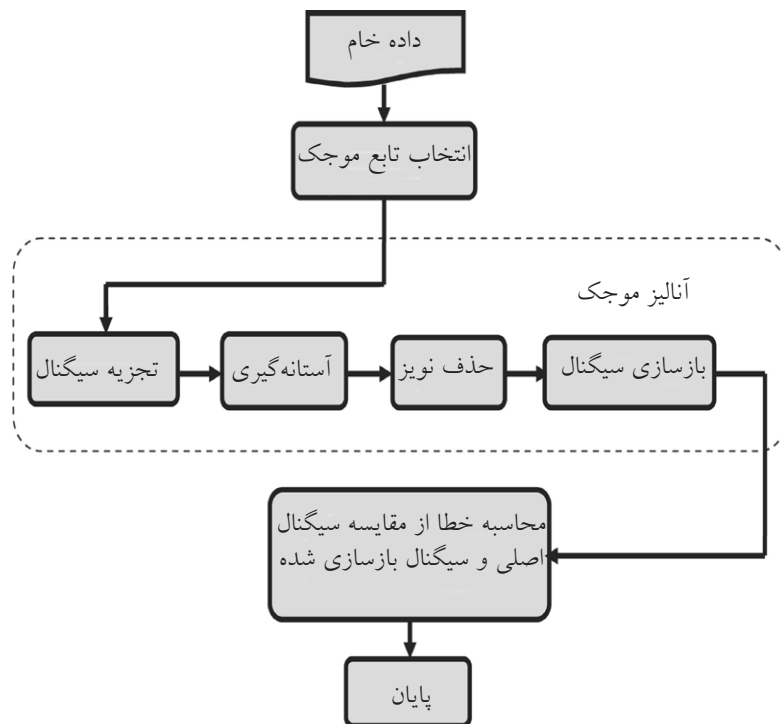 داده خام
انتخاب تابع موجک
آنالیز موجک
تجزیه سیگنال
آستانه‌گیری
حذف نویز
بازسازی سیگنال
محاسبه خطا از مقایسه سیگنال
اصلی و سیگنال بازسازی شده
پایان